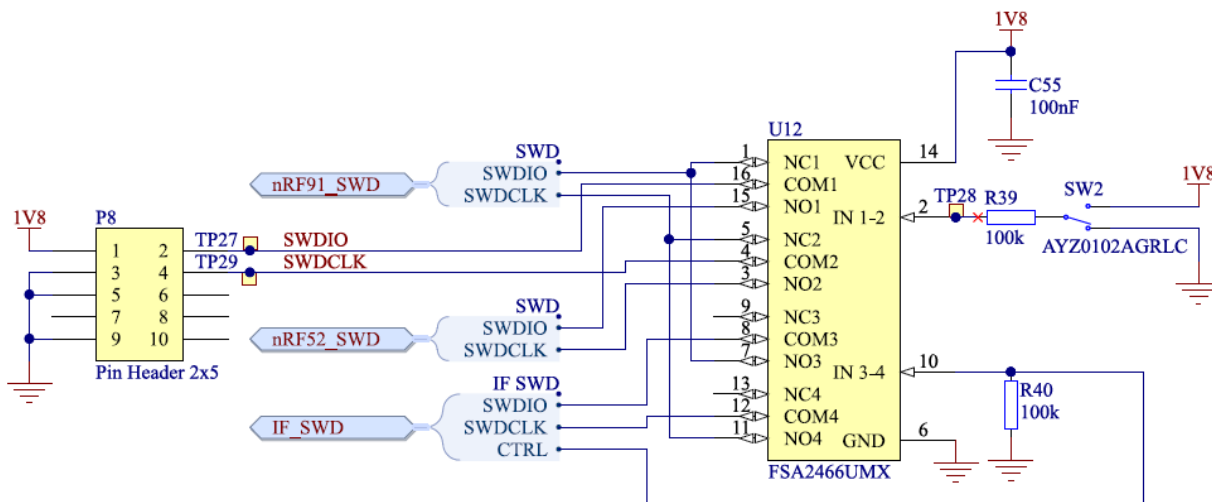 1V8
C55
100nF
U12
1 NC1 VCC 14
16 COM1
15 NO1 IN 1-2 2
5 NC2
4 COM2
3 NO2
9 NC3
8 COM3
7 NO3 IN 3-4 10
13 NC4
12 COM4
11 NO4 GND 6
FSA2466UMX
SWD
nRF91_SWD SWDIO
SWDCLK
1V8 P8
1 2 TP27 SWDIO
3 4 TP29 SWDCLK
5 6
7 8
9 10
Pin Header 2x5
SWD
nRF52_SWD SWDIO
SWDCLK
IF SWD
SWDIO
IF_SWD SWDCLK
CTRL
TP28 R39 SW2 1V8
100k AYZ0102AGRLC
R40
100k